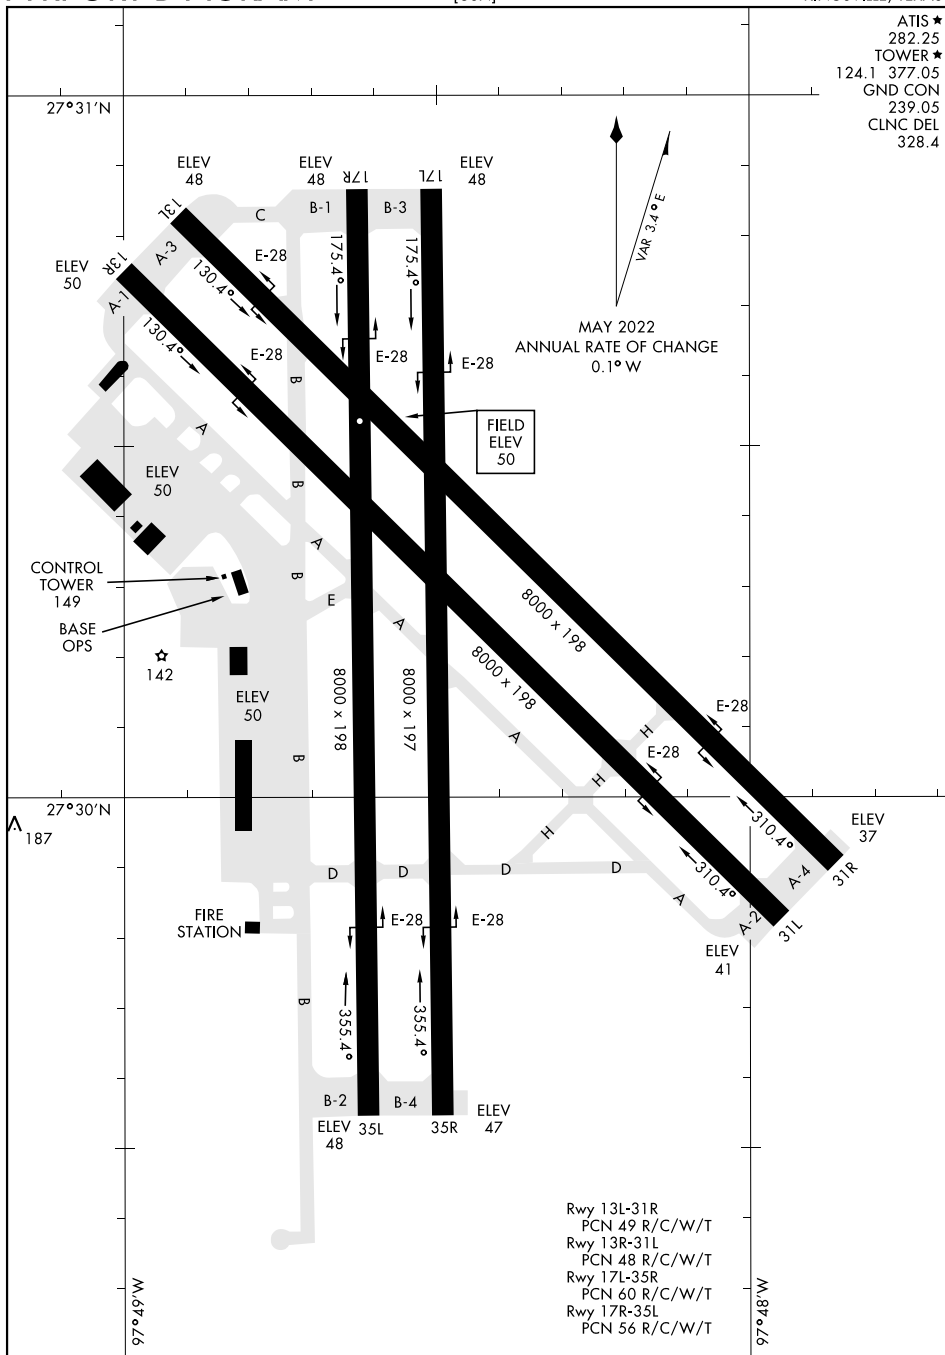 ATIS ★
282.25
TOWER ★
124.1 377.05
GND CON
239.05
CLNC DEL
328.4
27°31'N
ELEV
48
ELEV
48
17R
17L
ELEV
48
13L
C
B-1
B-3
VAR 3.4° E
ELEV
50
13R
A-3
E-28
175.4°
175.4°
A-1
130.4°
130.4°
MAY 2022
ANNUAL RATE OF CHANGE
0.1° W
E-28
E-28
E-28
B
A
FIELD
ELEV
50
ELEV
50
B
A
CONTROL
TOWER
149
B
E
A
8000 x 198
BASE
OPS
142
8000 x 198
8000 x 197
8000 x 198
ELEV
50
E-28
H
A
B
E-28
H
27°30'N
187
310.4°
ELEV
37
H
D
D
D
D
310.4°
A-4
31R
A
FIRE
STATION
E-28
E-28
A-2
31L
ELEV
41
B
355.4°
355.4°
B-2
B-4
ELEV
47
ELEV
48
35L
35R
Rwy 13L-31R
PCN 49 R/C/W/T
Rwy 13R-31L
PCN 48 R/C/W/T
Rwy 17L-35R
PCN 60 R/C/W/T
Rwy 17R-35L
PCN 56 R/C/W/T
97°49'W
97°48'W